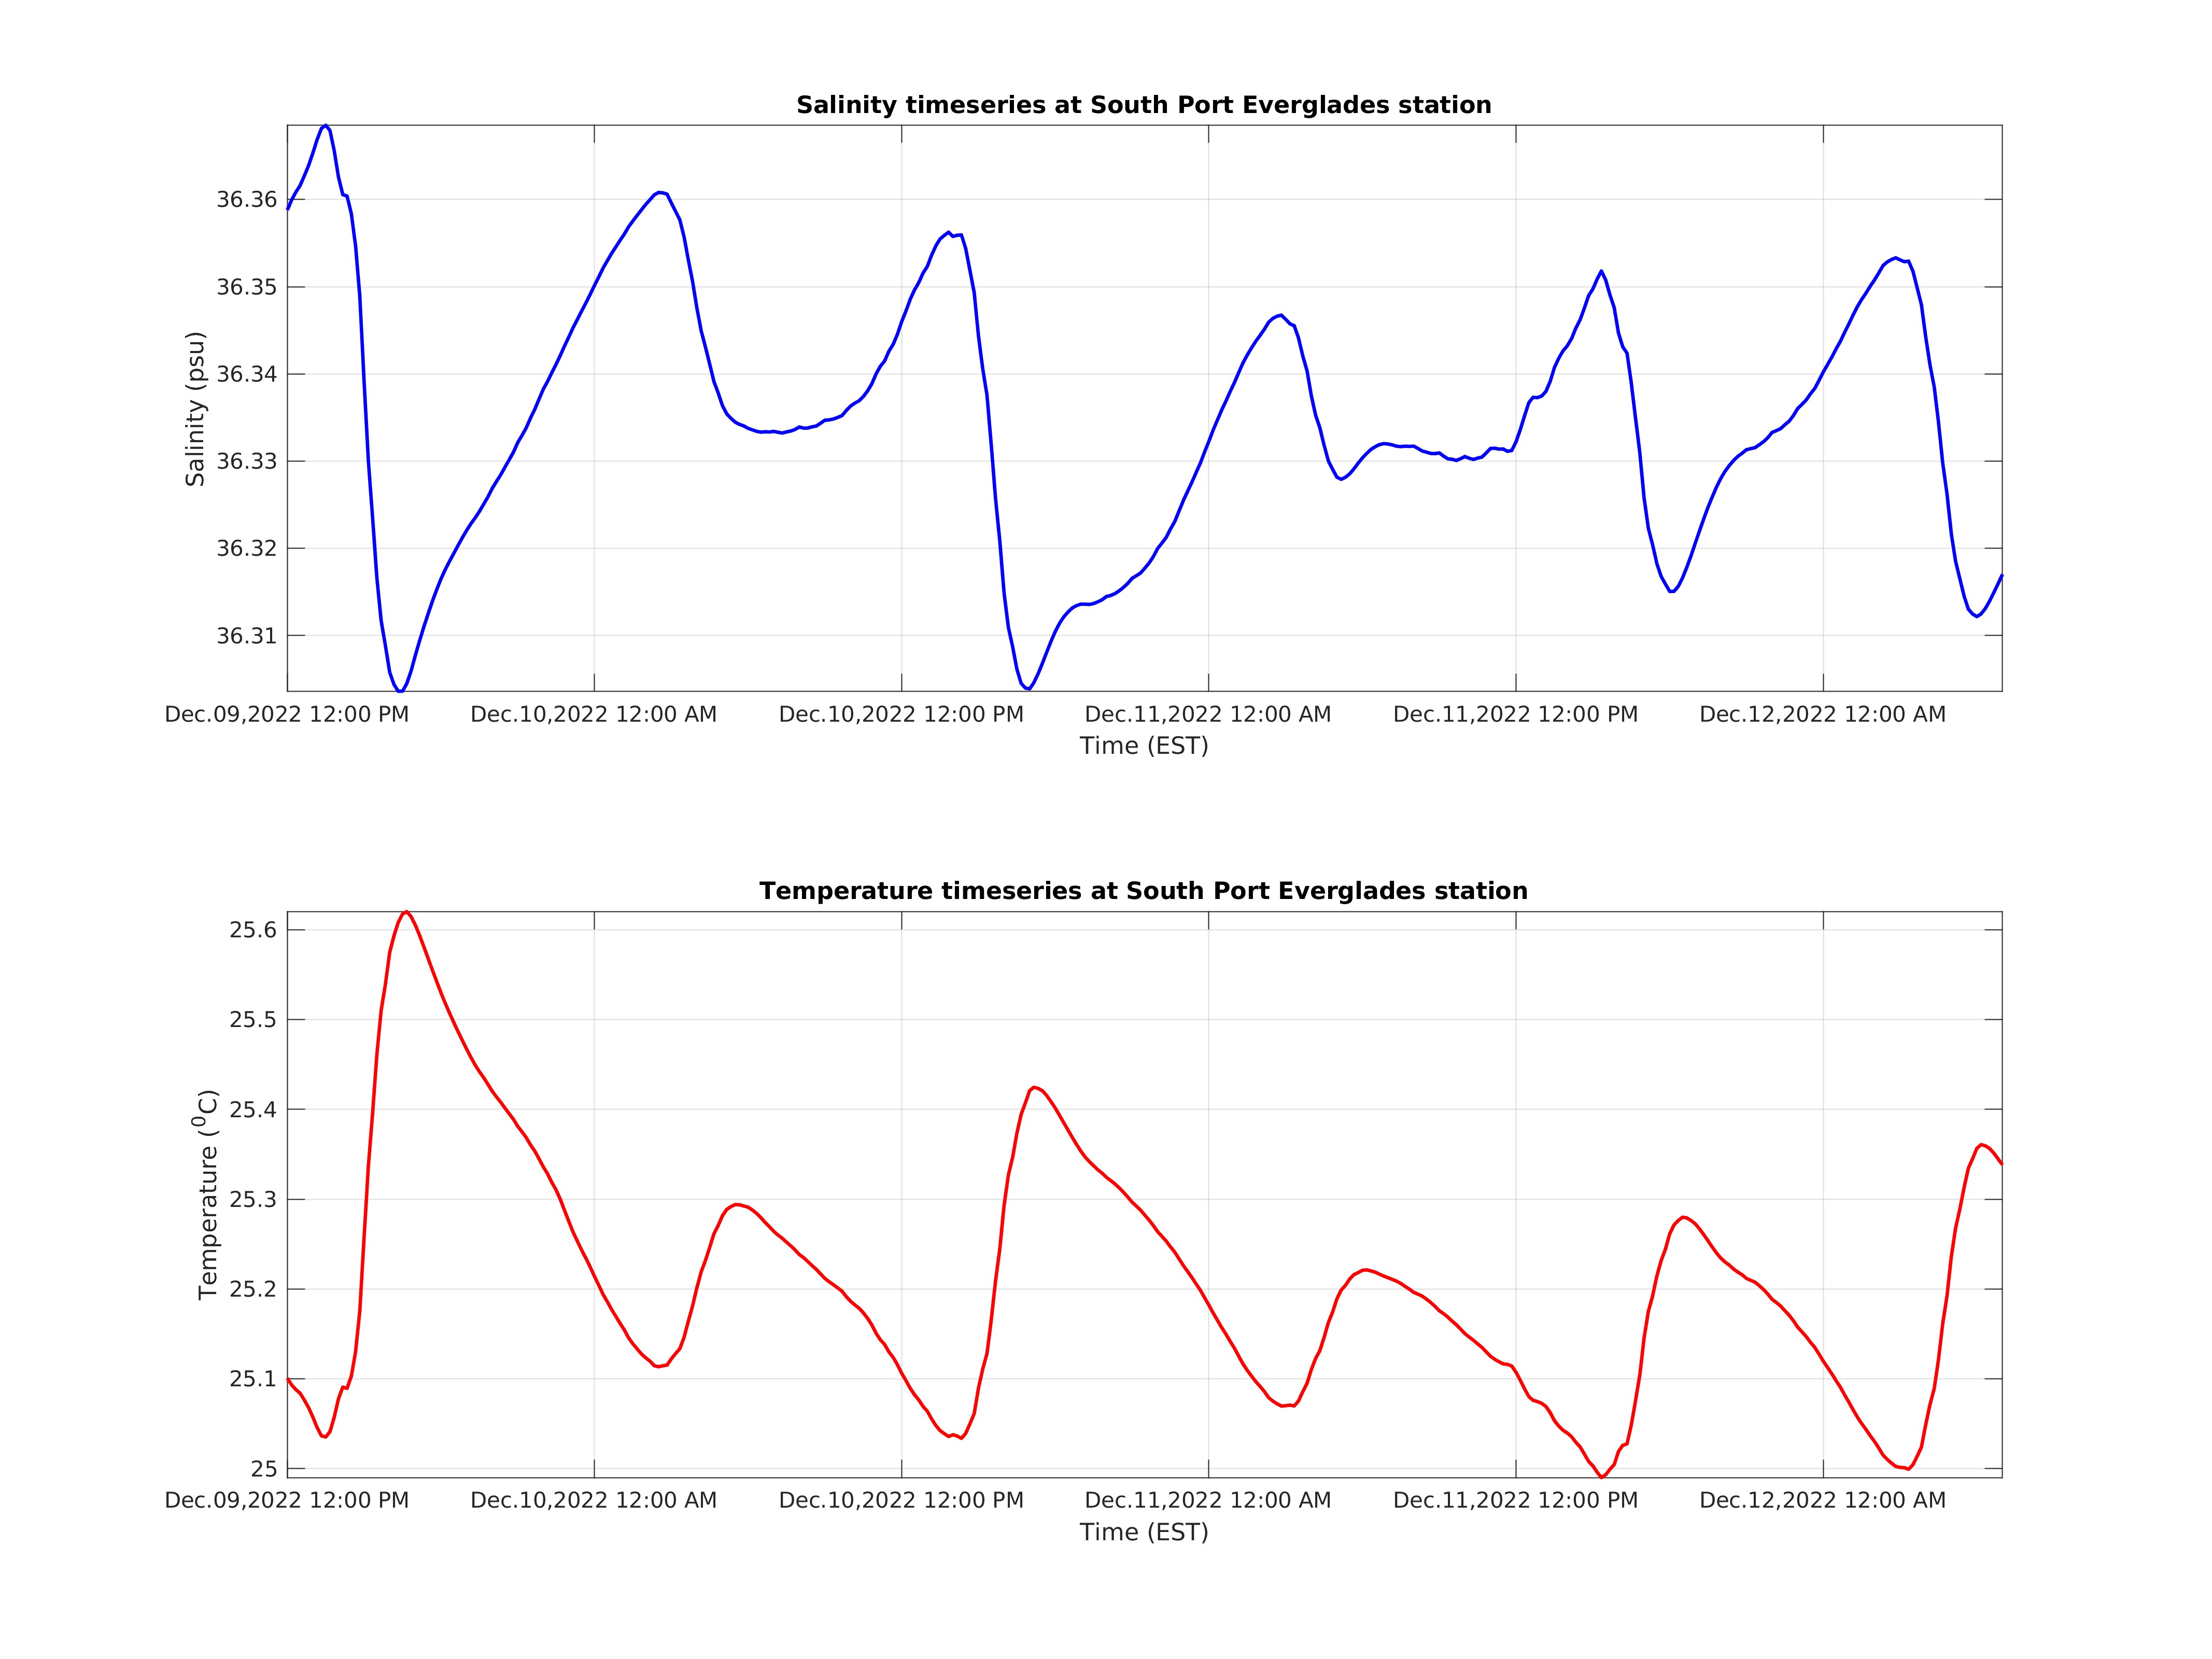 Salinity timeseries at South Port Everglades station
36.36
36.35
36.34
36.33
36.32
36.31
Salinity (psu)
Dec.09,2022 12:00 PM Dec.10,2022 12:00 AM Dec.10,2022 12:00 PM Dec.11,2022 12:00 AM Dec.11,2022 12:00 PM Dec.12,2022 12:00 AM
Time (EST)
Temperature timeseries at South Port Everglades station
25.6
25.5
25.4
25.3
25.2
25.1
25
Temperature (⁰C)
Dec.09,2022 12:00 PM Dec.10,2022 12:00 AM Dec.10,2022 12:00 PM Dec.11,2022 12:00 AM Dec.11,2022 12:00 PM Dec.12,2022 12:00 AM
Time (EST)